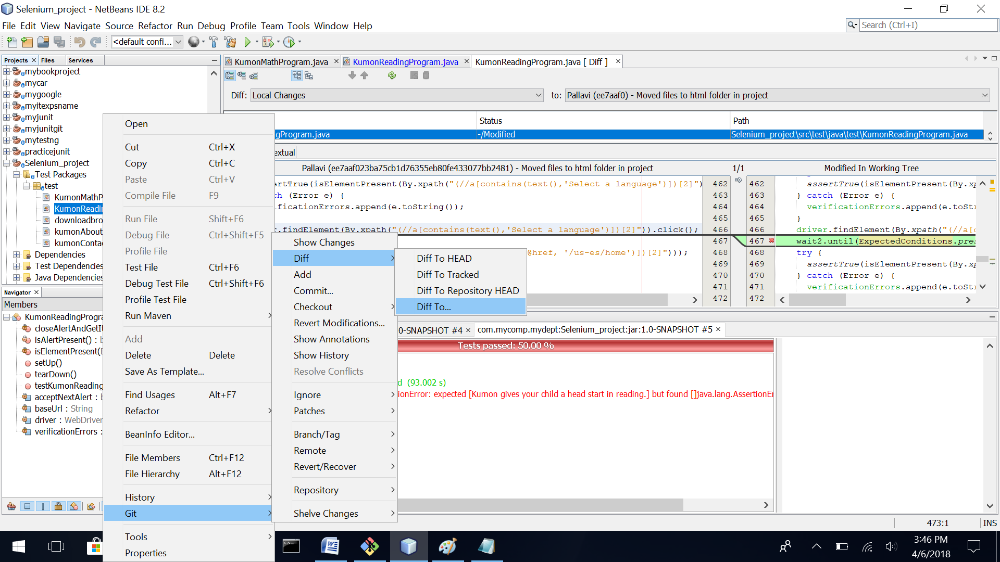 Selenium_project - NetBeans IDE 8.2
File Edit View Navigate Source Refactor Run Debug Profile Team Tools Window Help
Search (Ctrl+I)
<default confi...
Projects Files Services
mybookproject
mycar
mygoogle
myitexpsname
myjunit
myjunitgit
mytestng
practicejunit
Selenium_project
Test Packages
test
KumonMathP
KumonReadin
downloadbro
kumonAbout
kumonConta
Dependencies
Test Dependencies
Java Dependencies
Navigator
Members
KumonReadingProgra
closeAlertAndGetIt
isAlertPresent() :
isElementPresent(
setUp()
tearDown()
testKumonReading
acceptNextAlert :
baseUrl : String
driver : WebDriver
verificationErrors :
Open
Cut Ctrl+X
Copy Ctrl+C
Paste Ctrl+V
Compile File F9
Run File Shift+F6
Debug File Ctrl+Shift+F5
Profile File
Test File Ctrl+F6
Debug Test File Ctrl+Shift+F6
Profile Test File
Run Maven
Add
Delete Delete
Save As Template...
Find Usages Alt+F7
Refactor
BeanInfo Editor...
File Members Ctrl+F12
File Hierarchy Alt+F12
History
Git
Tools
Properties
Show Changes
Diff
Add
Commit...
Checkout
Revert Modifications...
Show Annotations
Show History
Resolve Conflicts
Ignore
Patches
Branch/Tag
Remote
Revert/Recover
Repository
Shelve Changes
Diff To HEAD
Diff To Tracked
Diff To Repository HEAD
Diff To...
KumonMathProgram.java KumonReadingProgram.java KumonReadingProgram.java [ Diff ]
Diff: Local Changes to: Pallavi (ee7aaf0) - Moved files to html folder in project
Status Path
gProgram.java -/Modified Selenium_project\src\test\java\test\KumonReadingProgram.java
extual
Pallavi (ee7aaf023ba75cb1d76355eb80fe433077bb2481) - Moved files to html folder in project 1/1 Modified In Working Tree
ertTrue(isElementPresent(By.xpath("(//a[contains(text(),'Select a language')])[2]") 462 462 assertTrue(isElementPresent(By.xp
ch (Error e) { 463 463 } catch (Error e) {
ificationErrors.append(e.toString()); 464 464 verificationErrors.append(e.toStr
465 465 }
r.findElement(By.xpath("(//a[contains(text(),'Select a language')])[2]")).click(); 466 466 driver.findElement(By.xpath("(//a[c
467 467 wait2.until(ExpectedConditions.pres
@href, '/us-es/home')])[2]"))); 468 468 try {
469 469 assertTrue(isElementPresent(By.xp
470 470 } catch (Error e) {
471 471 verificationErrors.append(e.toStr
472 472
0-SNAPSHOT #4 com.mycomp.mydept:Selenium_project:jar:1.0-SNAPSHOT #5
Tests passed: 50.00 %
d (93.002 s)
ionError: expected [Kumon gives your child a head start in reading.] but found []java.lang.AssertionEr
473:1 INS
3:46 PM
4/6/2018